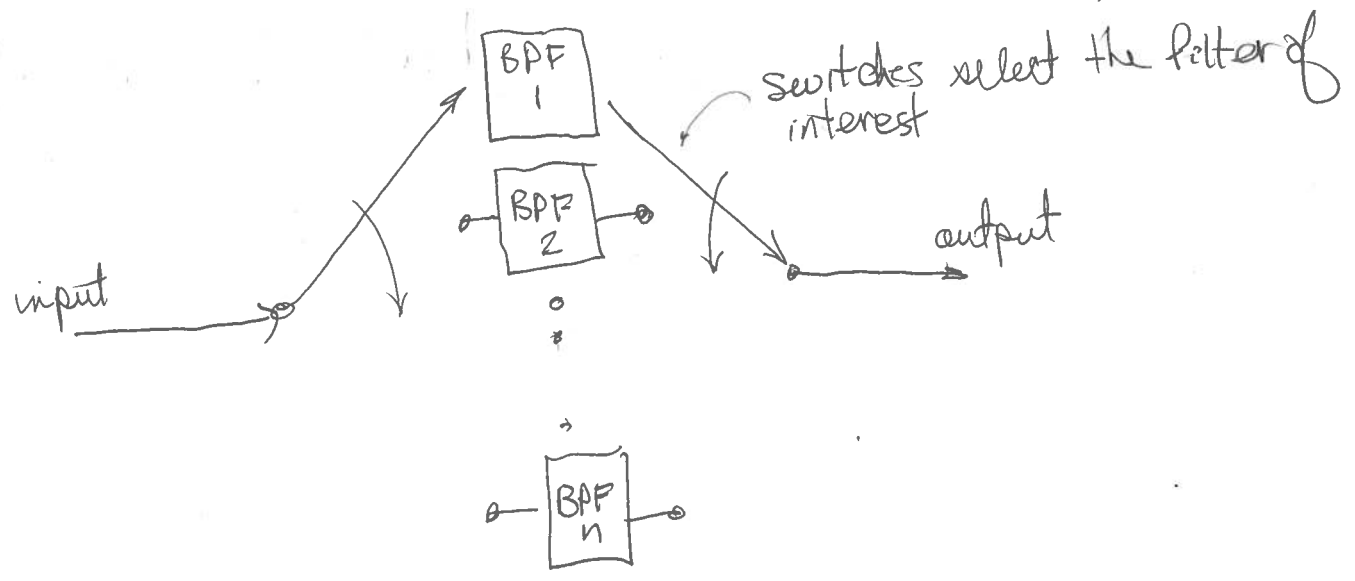 BPF
1
switches select the filter of
interest
BPF
2
output
input
BPF
n